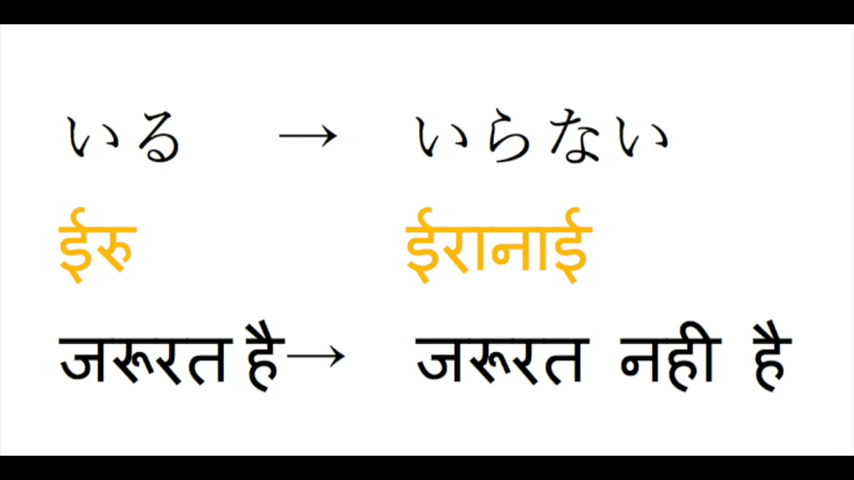 いる → いらない
ईरु ईरानाई
जरूरत है→ जरूरत नही है